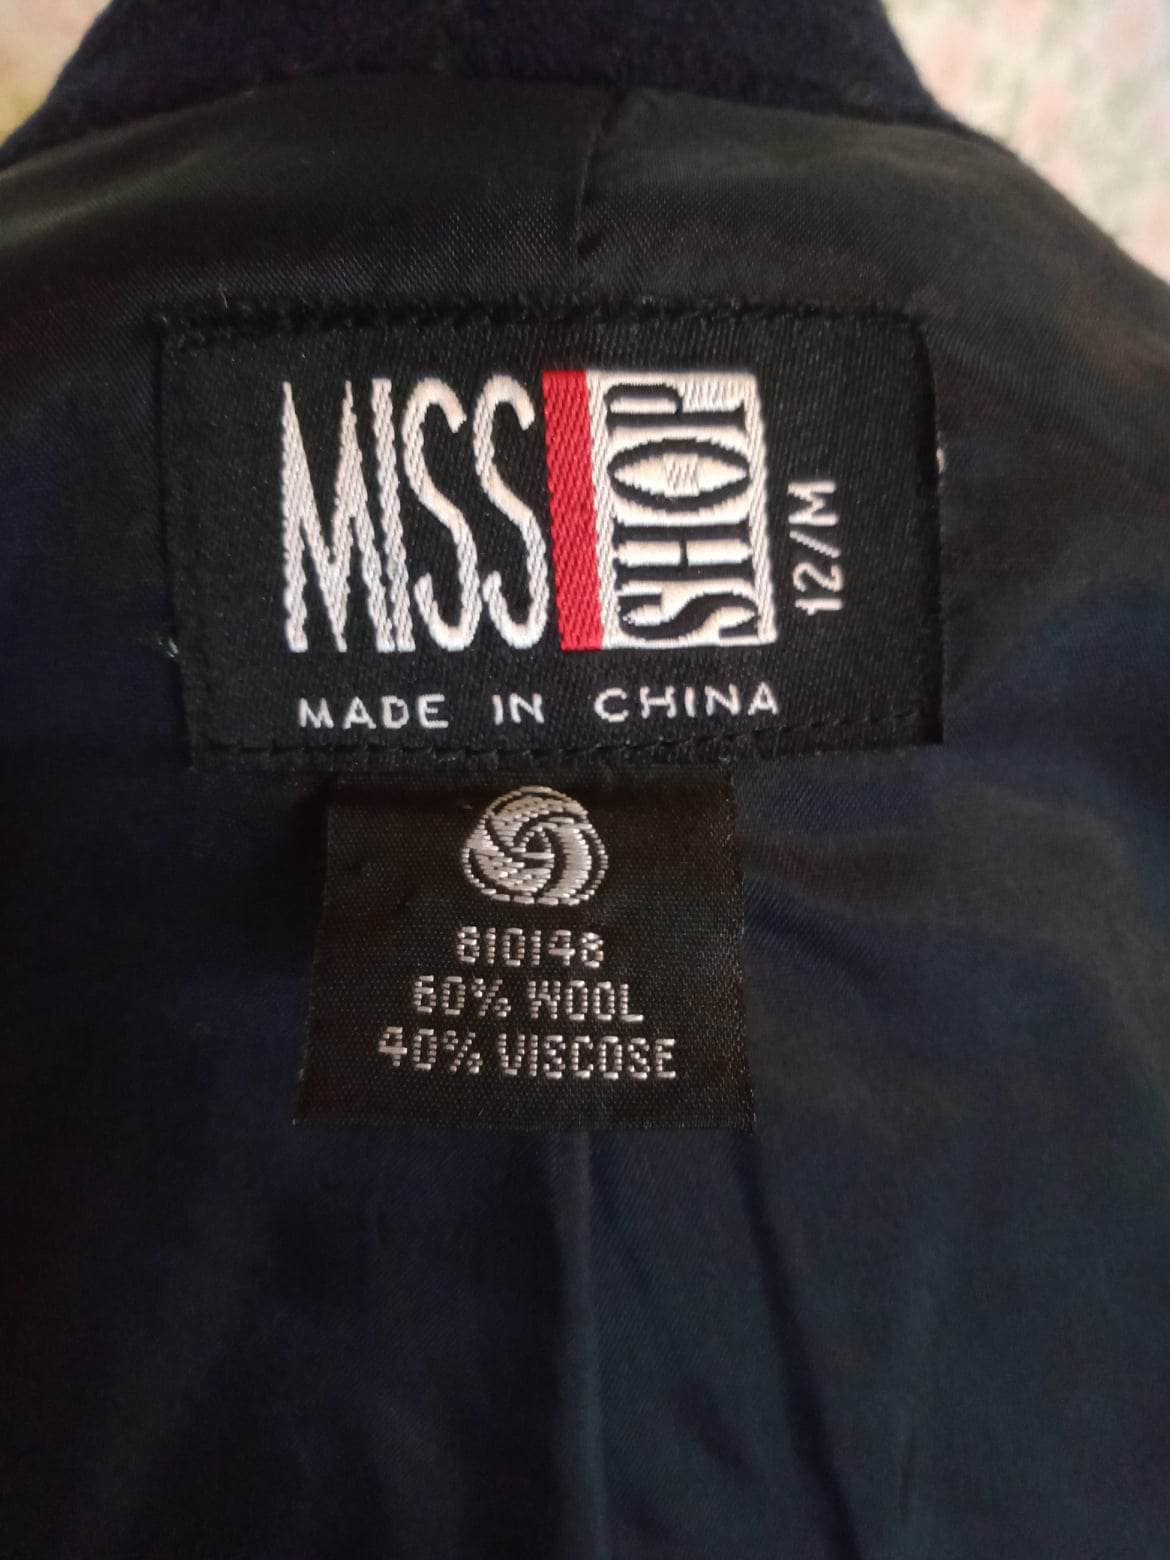 MISS SHOP
12/M
MADE IN CHINA
810148
60% WOOL
40% VISCOSE